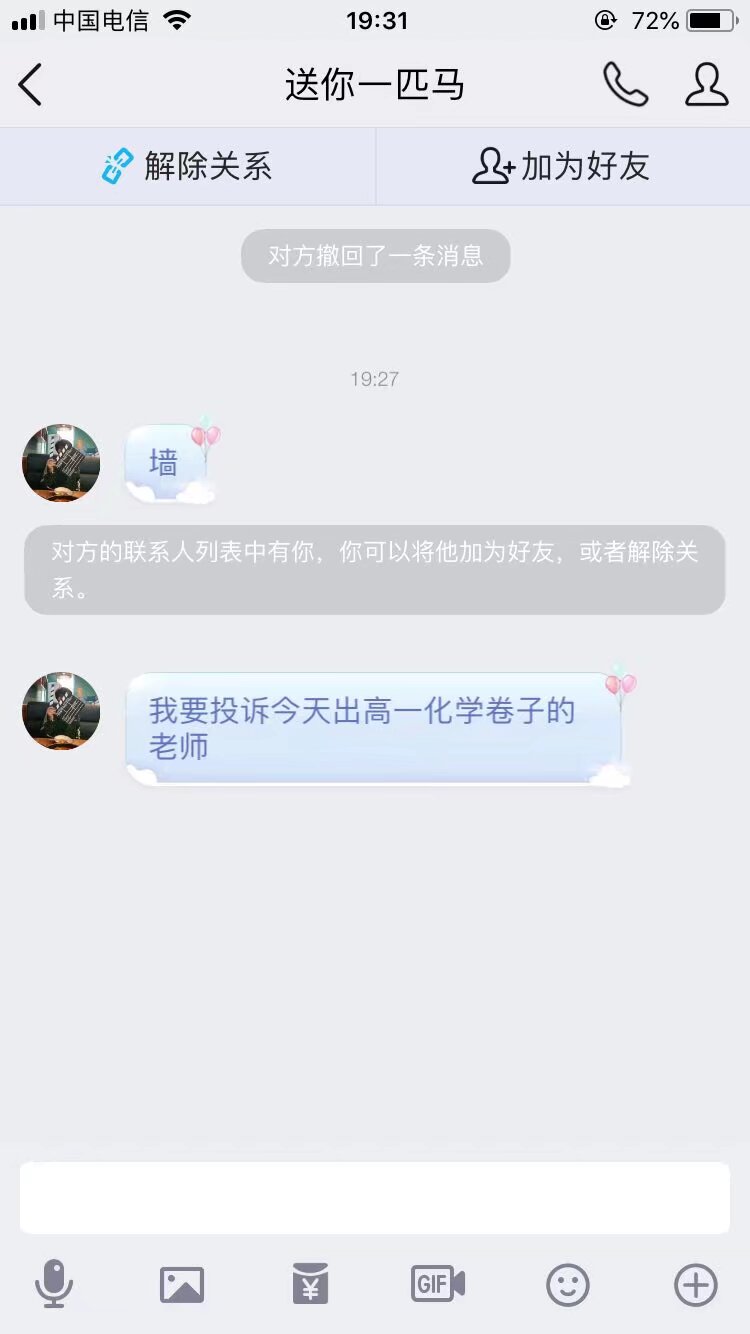 中国电信
19:31
72%
送你一匹马
解除关系
加为好友
对方撤回了一条消息
19:27
墙
对方的联系人列表中有你，你可以将他加为好友，或者解除关
系。
我要投诉今天出高一化学卷子的
老师
¥
GIF